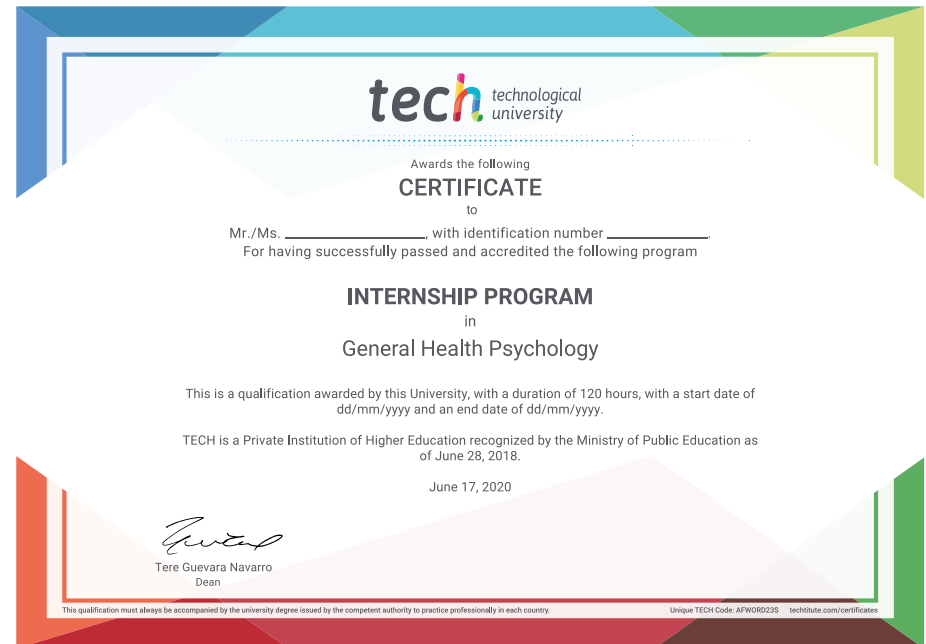 tech technological
university
Awards the following
CERTIFICATE
to
Mr./Ms. ____________________, with identification number ______________.
For having successfully passed and accredited the following program
INTERNSHIP PROGRAM
in
General Health Psychology
This is a qualification awarded by this University, with a duration of 120 hours, with a start date of
dd/mm/yyyy and an end date of dd/mm/yyyy.
TECH is a Private Institution of Higher Education recognized by the Ministry of Public Education as
of June 28, 2018.
June 17, 2020
Tere Guevara Navarro
Dean
This qualification must always be accompanied by the university degree issued by the competent authority to practice professionally in each country.
Unique TECH Code: AFWORD23S techtitute.com/certificates